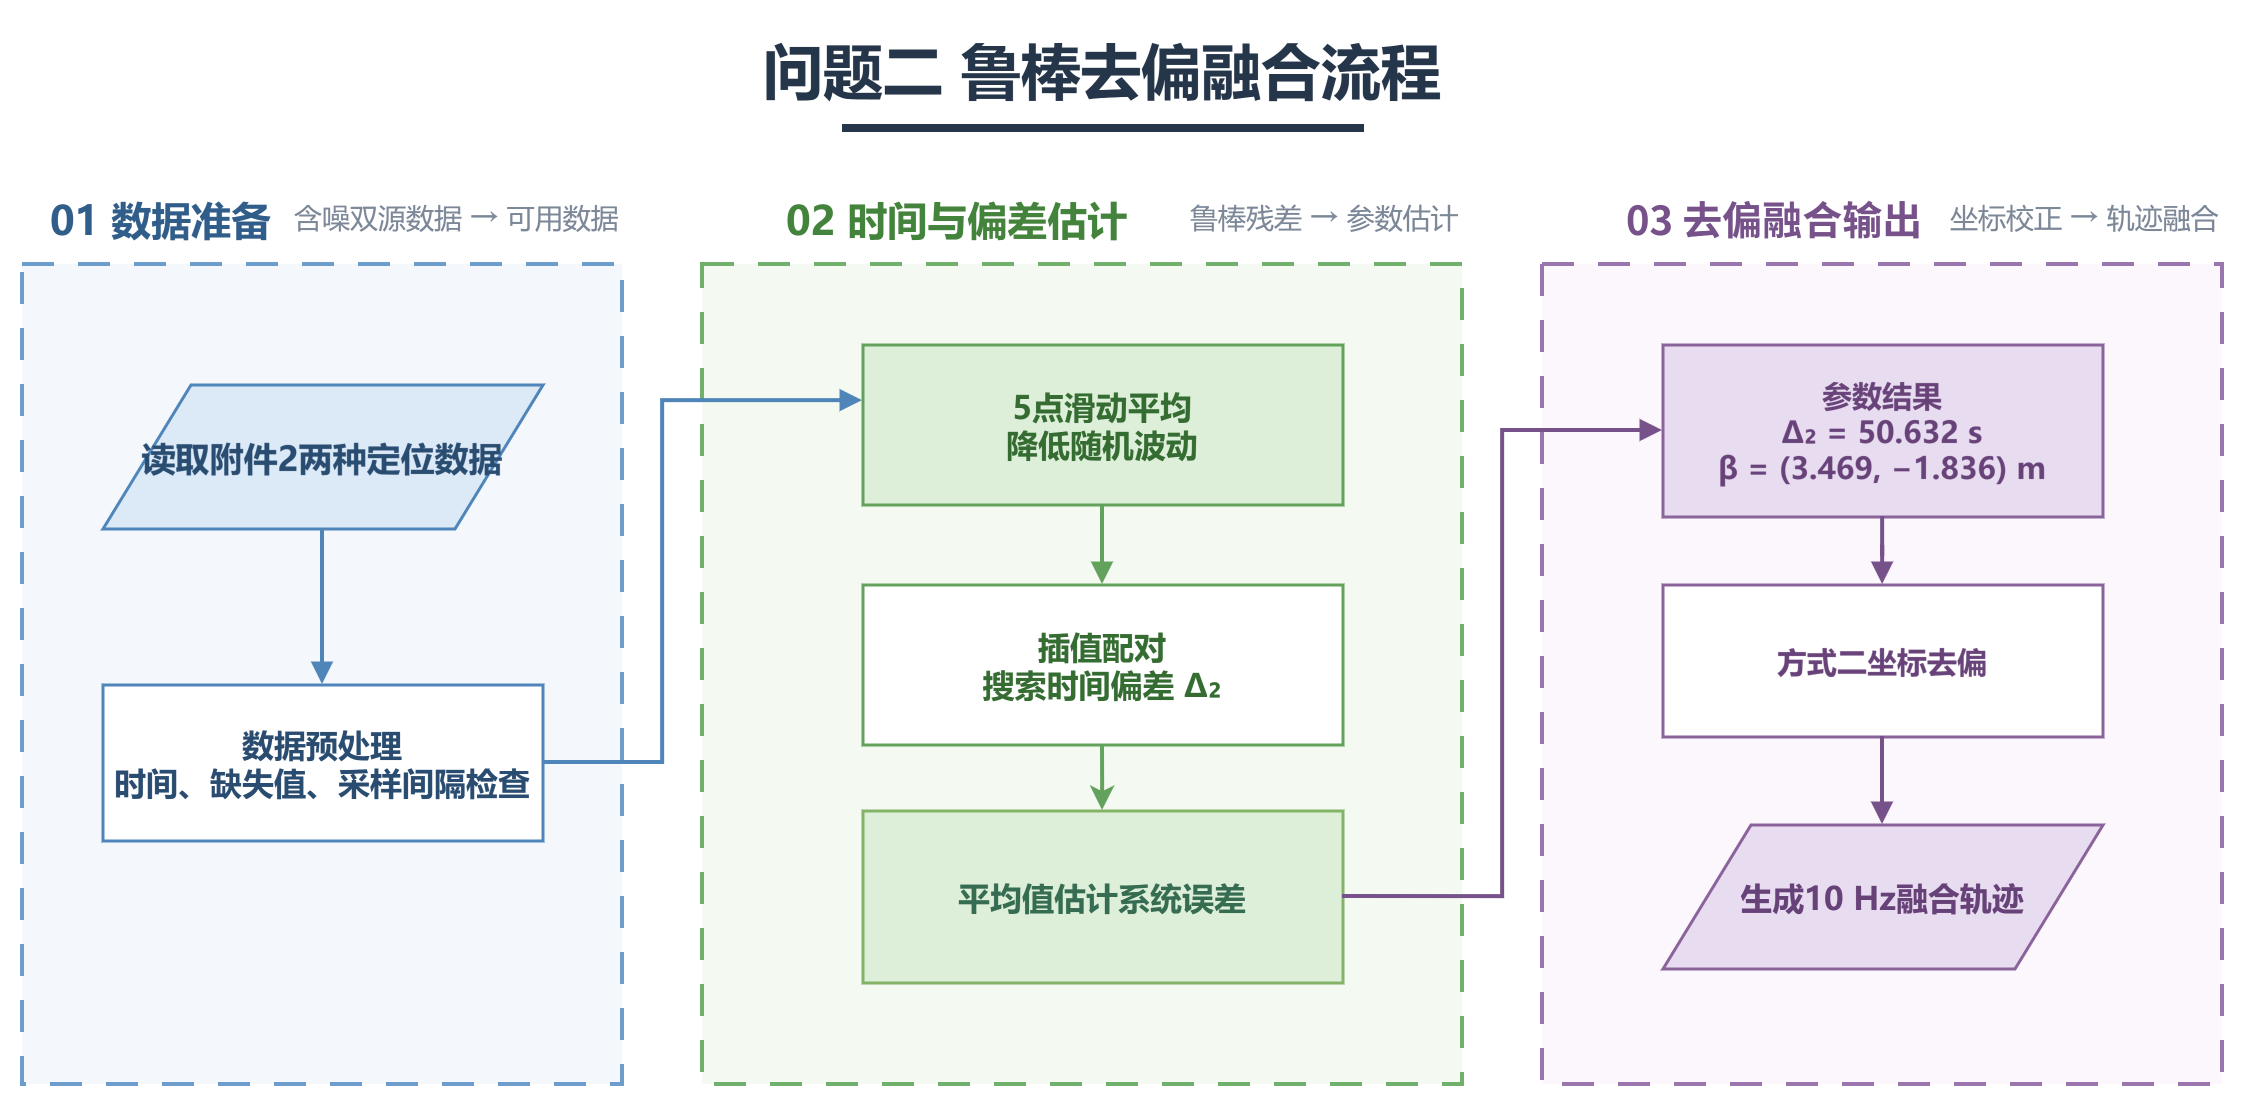 问题二 鲁棒去偏融合流程
01 数据准备
含噪双源数据 → 可用数据
读取附件2两种定位数据
数据预处理
时间、缺失值、采样间隔检查
02 时间与偏差估计
鲁棒残差 → 参数估计
5点滑动平均
降低随机波动
插值配对
搜索时间偏差 Δ₂
平均值估计系统误差
03 去偏融合输出
坐标校正 → 轨迹融合
参数结果
Δ₂ = 50.632 s
β = (3.469, −1.836) m
方式二坐标去偏
生成10 Hz融合轨迹